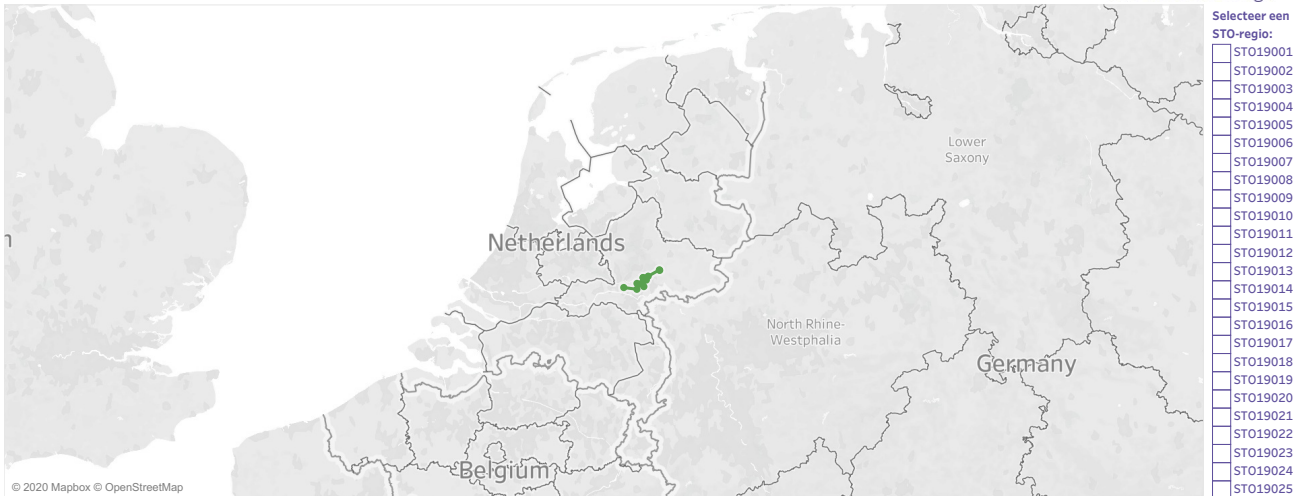 Selecteer een
STO-regio:
STO19001
STO19002
STO19003
STO19004
STO19005
STO19006
STO19007
STO19008
STO19009
STO19010
STO19011
STO19012
STO19013
STO19014
STO19015
STO19016
STO19017
STO19018
STO19019
STO19020
STO19021
STO19022
STO19023
STO19024
STO19025
Lower
Saxony
Netherlands
North Rhine-
Westphalia
Germany
Belgium
© 2020 Mapbox © OpenStreetMap